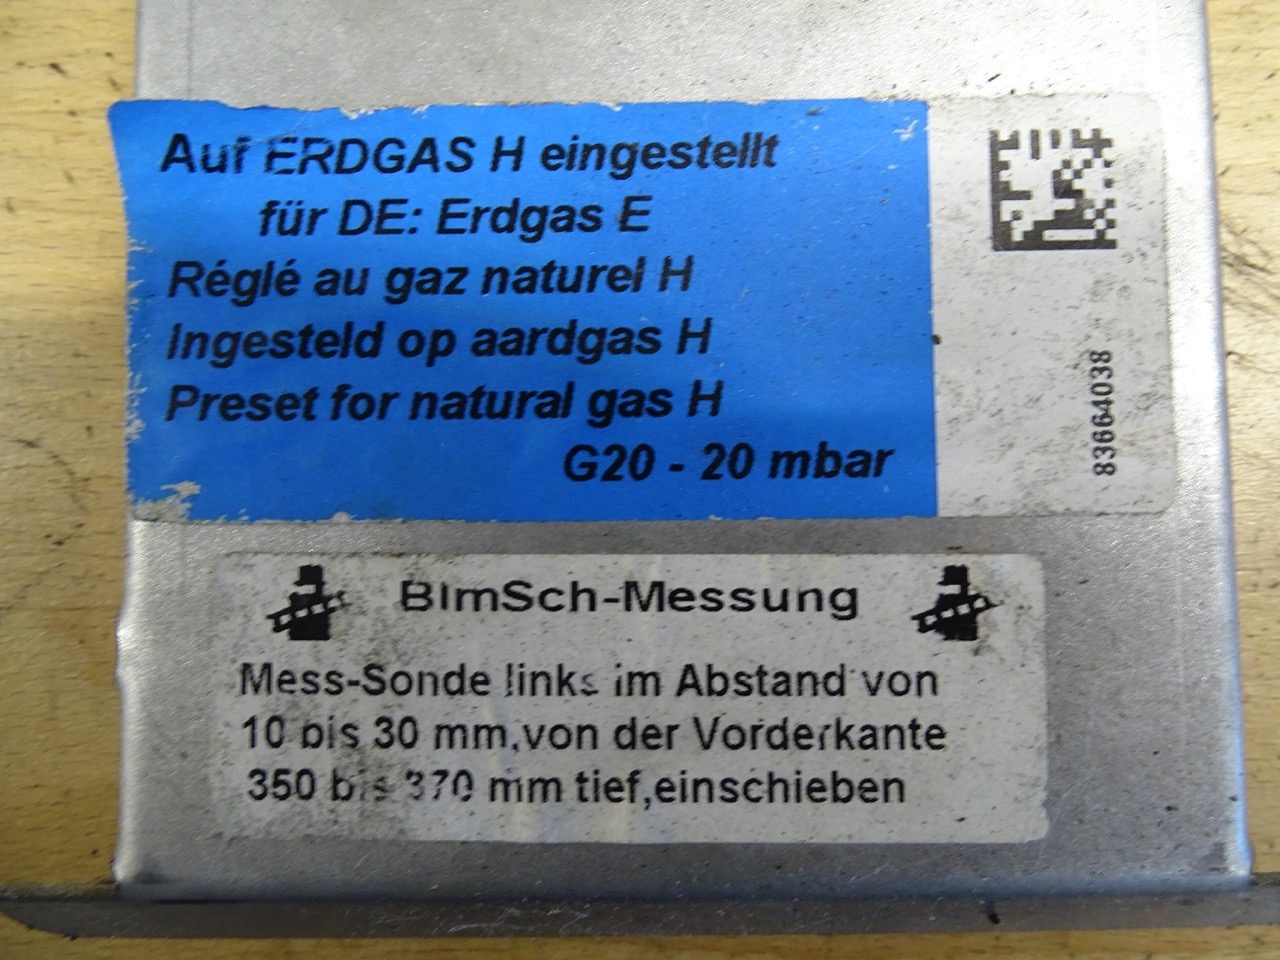 Auf ERDGAS H eingestellt
für DE: Erdgas E
Réglé au gaz naturel H
Ingesteld op aardgas H
Preset for natural gas H
G20 - 20 mbar
83664038
BImSch-Messung
Mess-Sonde links im Abstand von
10 bis 30 mm,von der Vorderkante
350 bis 370 mm tief,einschieben